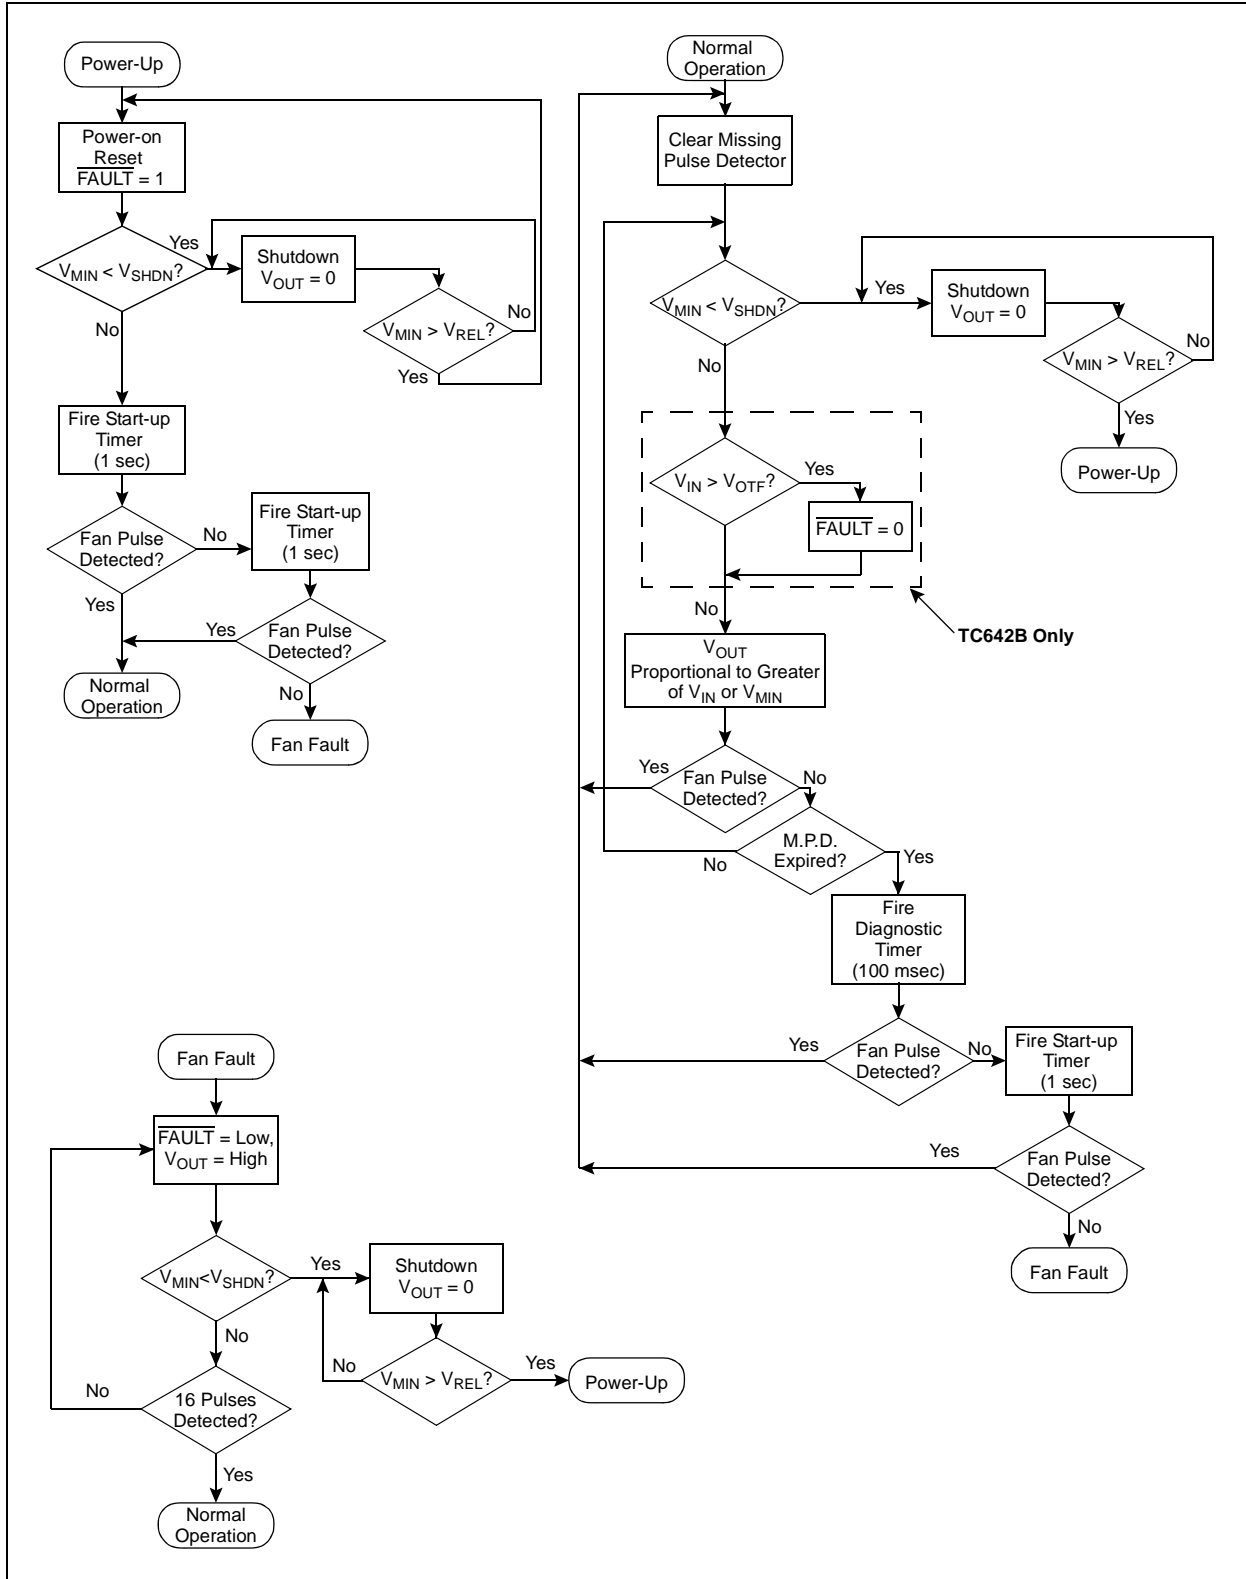 Power-Up
Power-on
Reset
FAULT = 1
Yes
VMIN < VSHDN?
Shutdown
VOUT = 0
No
VMIN > VREL?
No
Yes
Fire Start-up
Timer
(1 sec)
Fan Pulse
Detected?
No
Fire Start-up
Timer
(1 sec)
Yes
Yes
Fan Pulse
Detected?
Normal
Operation
No
Fan Fault
Normal
Operation
Clear Missing
Pulse Detector
VMIN < VSHDN?
Yes
Shutdown
VOUT = 0
No
VMIN > VREL?
No
Yes
Power-Up
VIN > VOTF?
Yes
FAULT = 0
No
TC642B Only
VOUT
Proportional to Greater
of VIN or VMIN
Yes
Fan Pulse
Detected?
No
M.P.D.
Expired?
No
Yes
Fire
Diagnostic
Timer
(100 msec)
Yes
Fan Pulse
Detected?
No
Fire Start-up
Timer
(1 sec)
Yes
Fan Pulse
Detected?
No
Fan Fault
Fan Fault
FAULT = Low,
VOUT = High
VMIN<VSHDN?
Yes
Shutdown
VOUT = 0
No
No
VMIN > VREL?
Yes
Power-Up
No
16 Pulses
Detected?
Yes
Normal
Operation